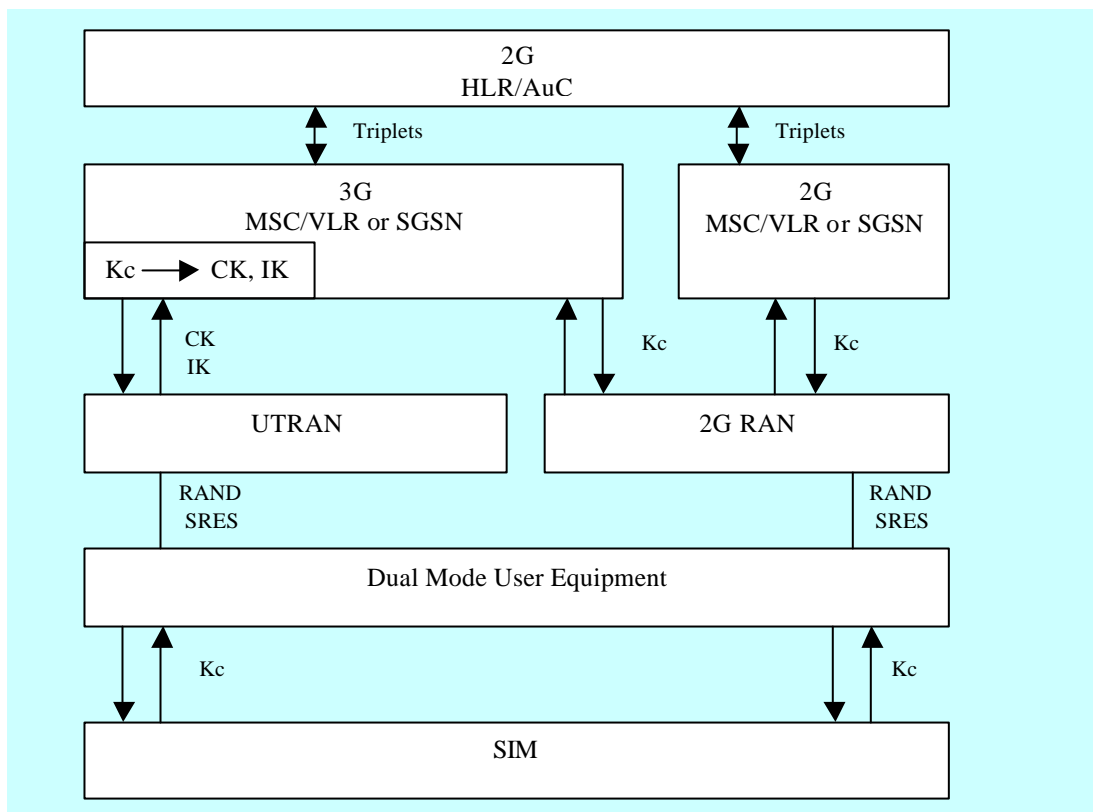 2G
HLR/AuC
Triplets
Triplets
3G
MSC/VLR or SGSN
2G
MSC/VLR or SGSN
Kc → CK, IK
CK
IK
Kc
Kc
UTRAN
2G RAN
RAND
SRES
RAND
SRES
Dual Mode User Equipment
Kc
Kc
SIM